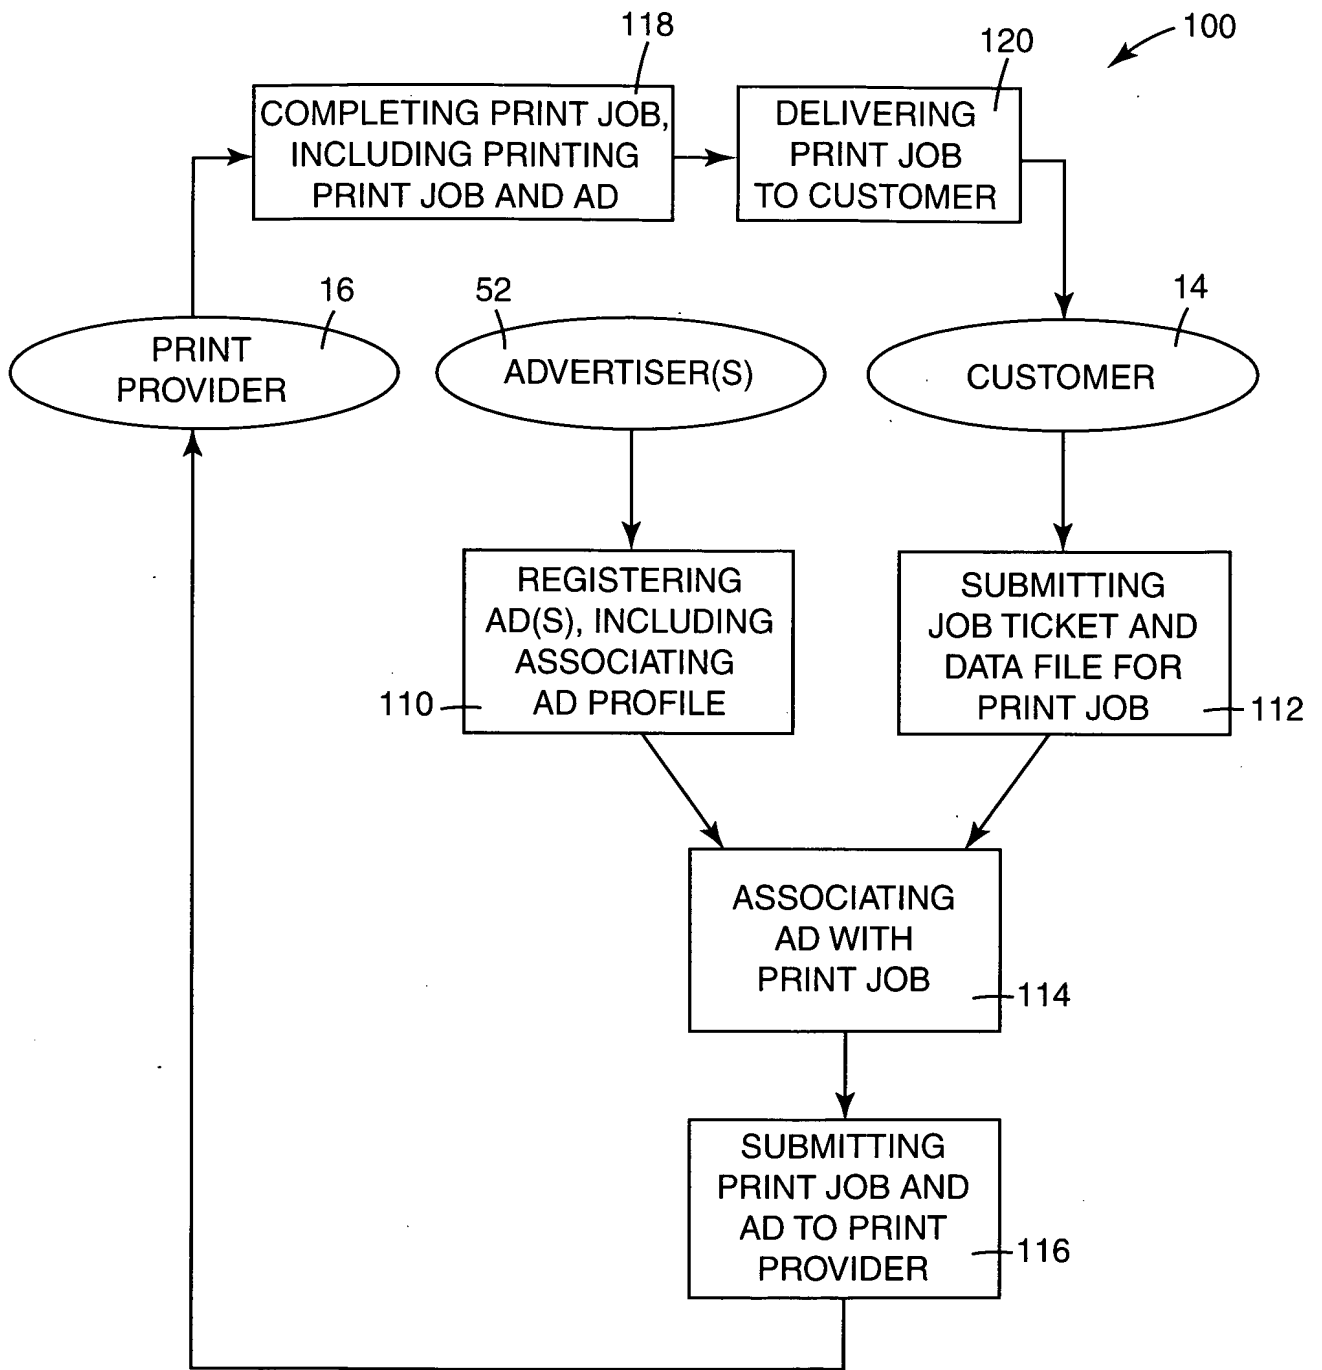 118
120
100
COMPLETING PRINT JOB,
INCLUDING PRINTING
PRINT JOB AND AD
DELIVERING
PRINT JOB
TO CUSTOMER
16
52
14
PRINT
PROVIDER
ADVERTISER(S)
CUSTOMER
REGISTERING
AD(S), INCLUDING
ASSOCIATING
AD PROFILE
110
SUBMITTING
JOB TICKET AND
DATA FILE FOR
PRINT JOB
112
ASSOCIATING
AD WITH
PRINT JOB
114
SUBMITTING
PRINT JOB AND
AD TO PRINT
PROVIDER
116